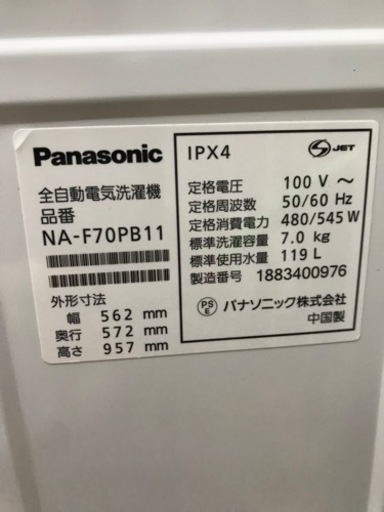 Panasonic
全自動電気洗濯機
品番
NA-F70PB11
外形寸法
幅 562 mm
奥行 572 mm
高さ 957 mm
IPX4
S JET
定格電圧 100 V ~
定格周波数 50/60 Hz
定格消費電力 480/545 W
標準洗濯容量 7.0 kg
標準使用水量 119 L
製造番号 1883400976
PS E パナソニック株式会社
中国製